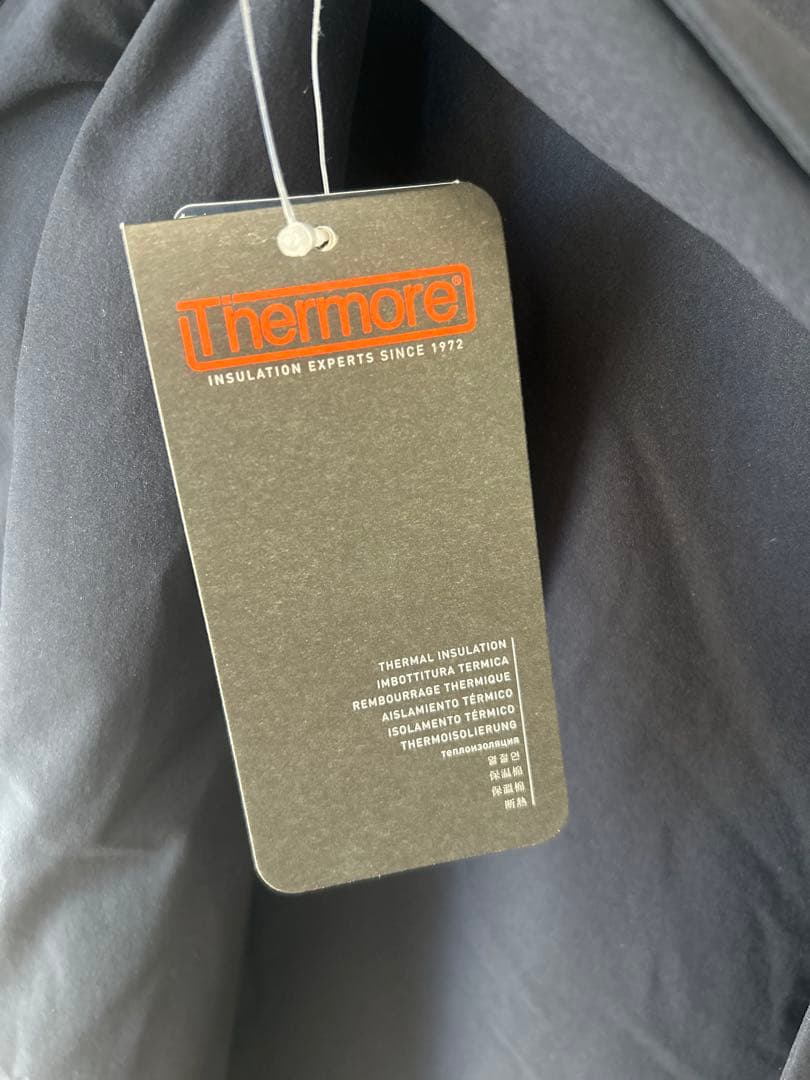 Thermore®
INSULATION EXPERTS SINCE 1972
THERMAL INSULATION
IMBOTTITURA TERMICA
REMBOURRAGE THERMIQUE
AISLAMIENTO TÉRMICO
ISOLAMENTO TÉRMICO
THERMOISOLIERUNG
теплоизоляция
열절연
保温棉
保溫棉
断熱